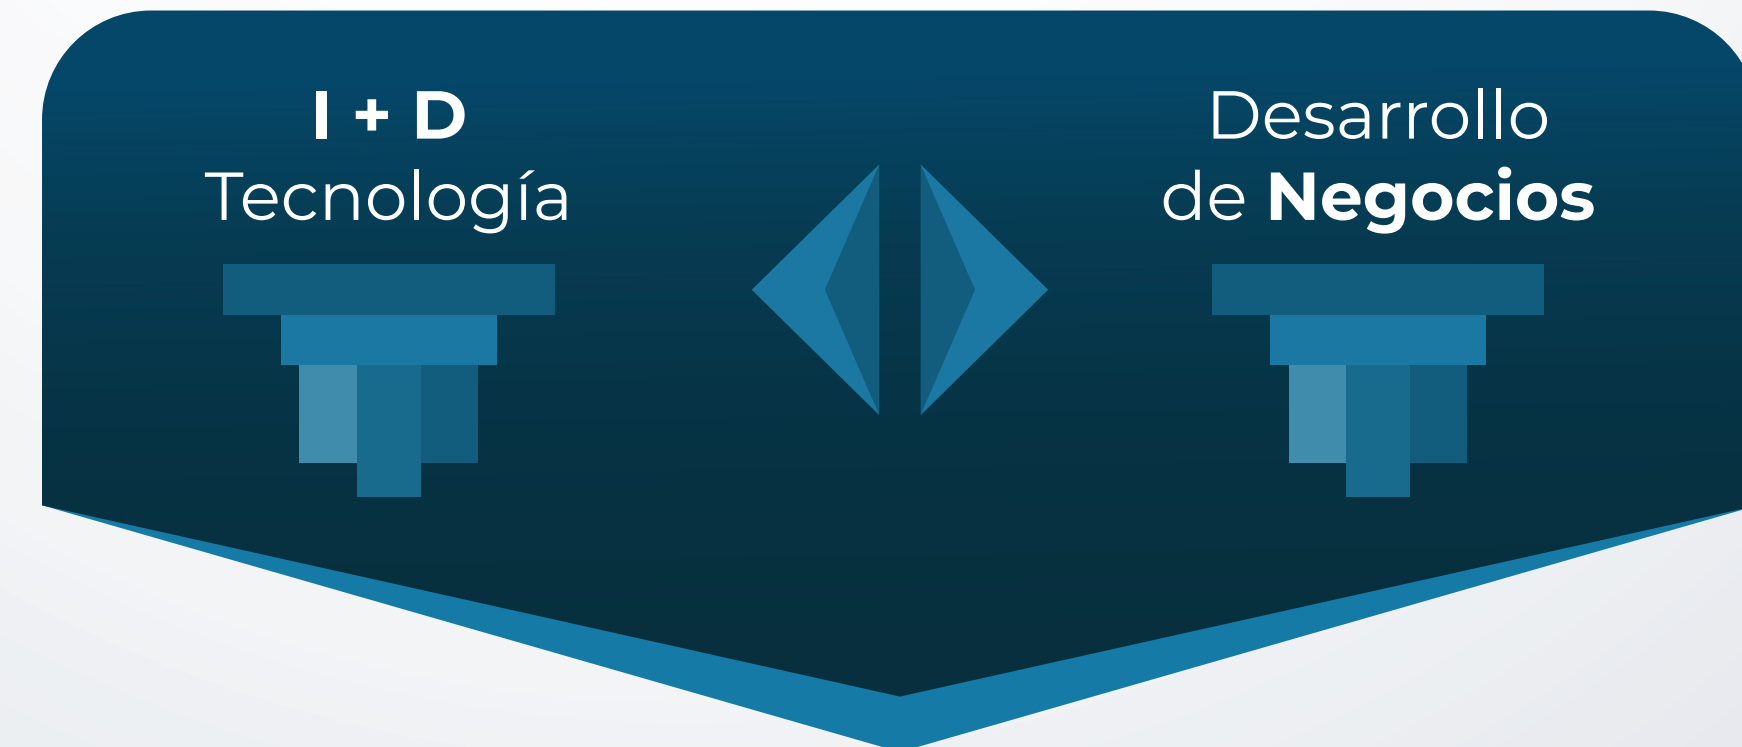 I + D
Tecnología
Desarrollo
de Negocios